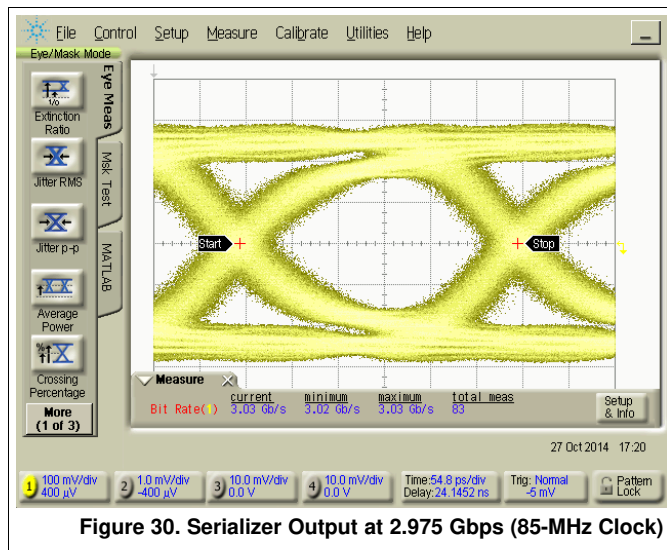 File Control Setup Measure Calibrate Utilities Help
Eye/Mask Mode
Extinction
Ratio
Jitter RMS
Jitter p-p
Average
Power
Crossing
Percentage
More
(1 of 3)
Eye Meas
Msk Test
MATLAB
Start
Stop
Measure
current minimum maximum total meas
Bit Rate(1) 3.03 Gb/s 3.02 Gb/s 3.03 Gb/s 83
Setup
& Info
27 Oct 2014 17:20
1 100 mV/div
400 µV
2 1.0 mV/div
-400 µV
3 10.0 mV/div
0.0 V
4 10.0 mV/div
0.0 V
Time:54.8 ps/div
Delay:24.1452 ns
Trig: Normal
-5 mV
Pattern
Lock
Figure 30. Serializer Output at 2.975 Gbps (85-MHz Clock)